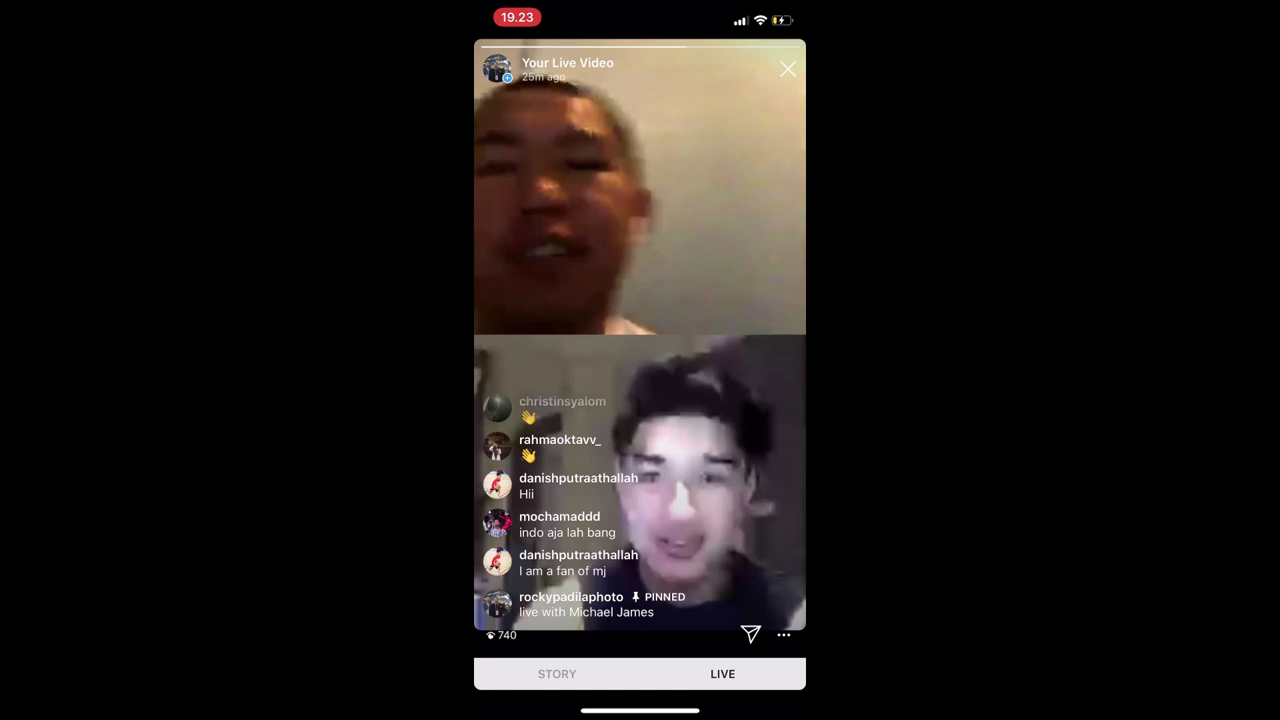 19.23
Your Live Video
25m ago
christinsyalom
👋
rahmaoktavv_
👋
danishputraathallah
Hii
mochamaddd
indo aja lah bang
danishputraathallah
I am a fan of mj
rockypadilaphoto PINNED
live with Michael James
740
STORY LIVE